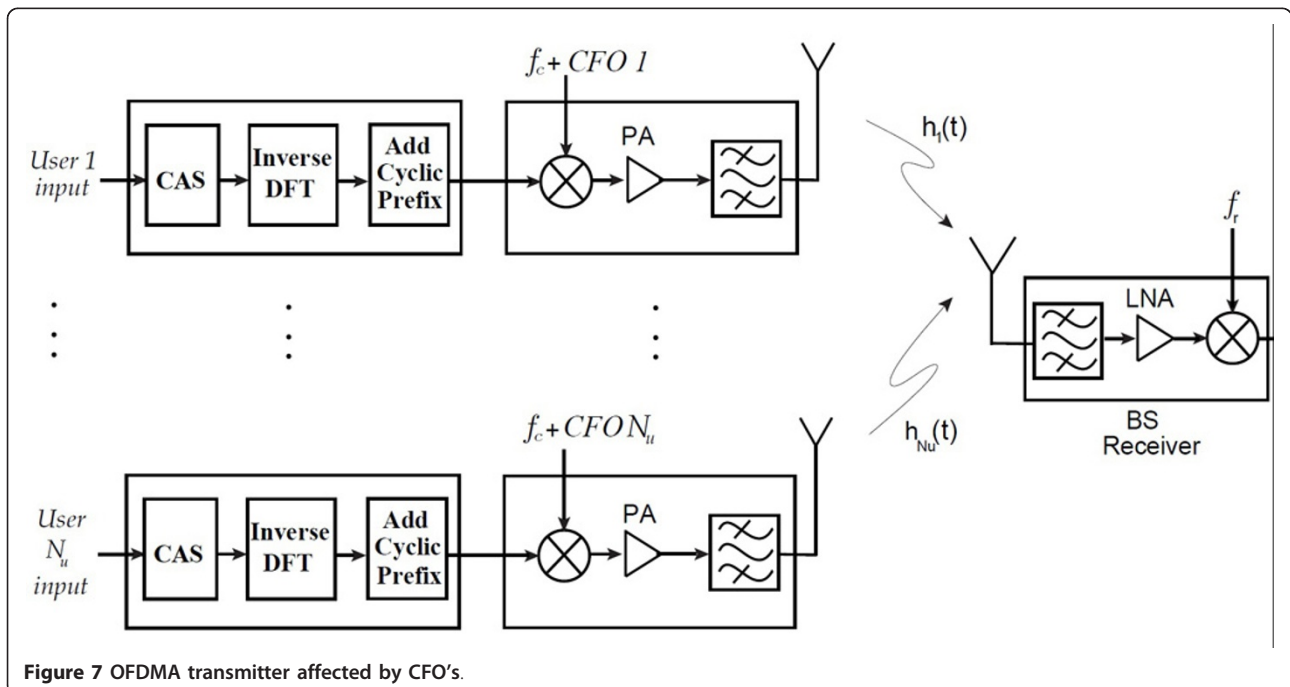 f_c + CFO 1
PA
h_1(t)
User 1
input
CAS
Inverse
DFT
Add
Cyclic
Prefix
f_r
LNA
BS
Receiver
f_c + CFO N_u
PA
h_Nu(t)
User
N_u
input
CAS
Inverse
DFT
Add
Cyclic
Prefix
Figure 7 OFDMA transmitter affected by CFO's.